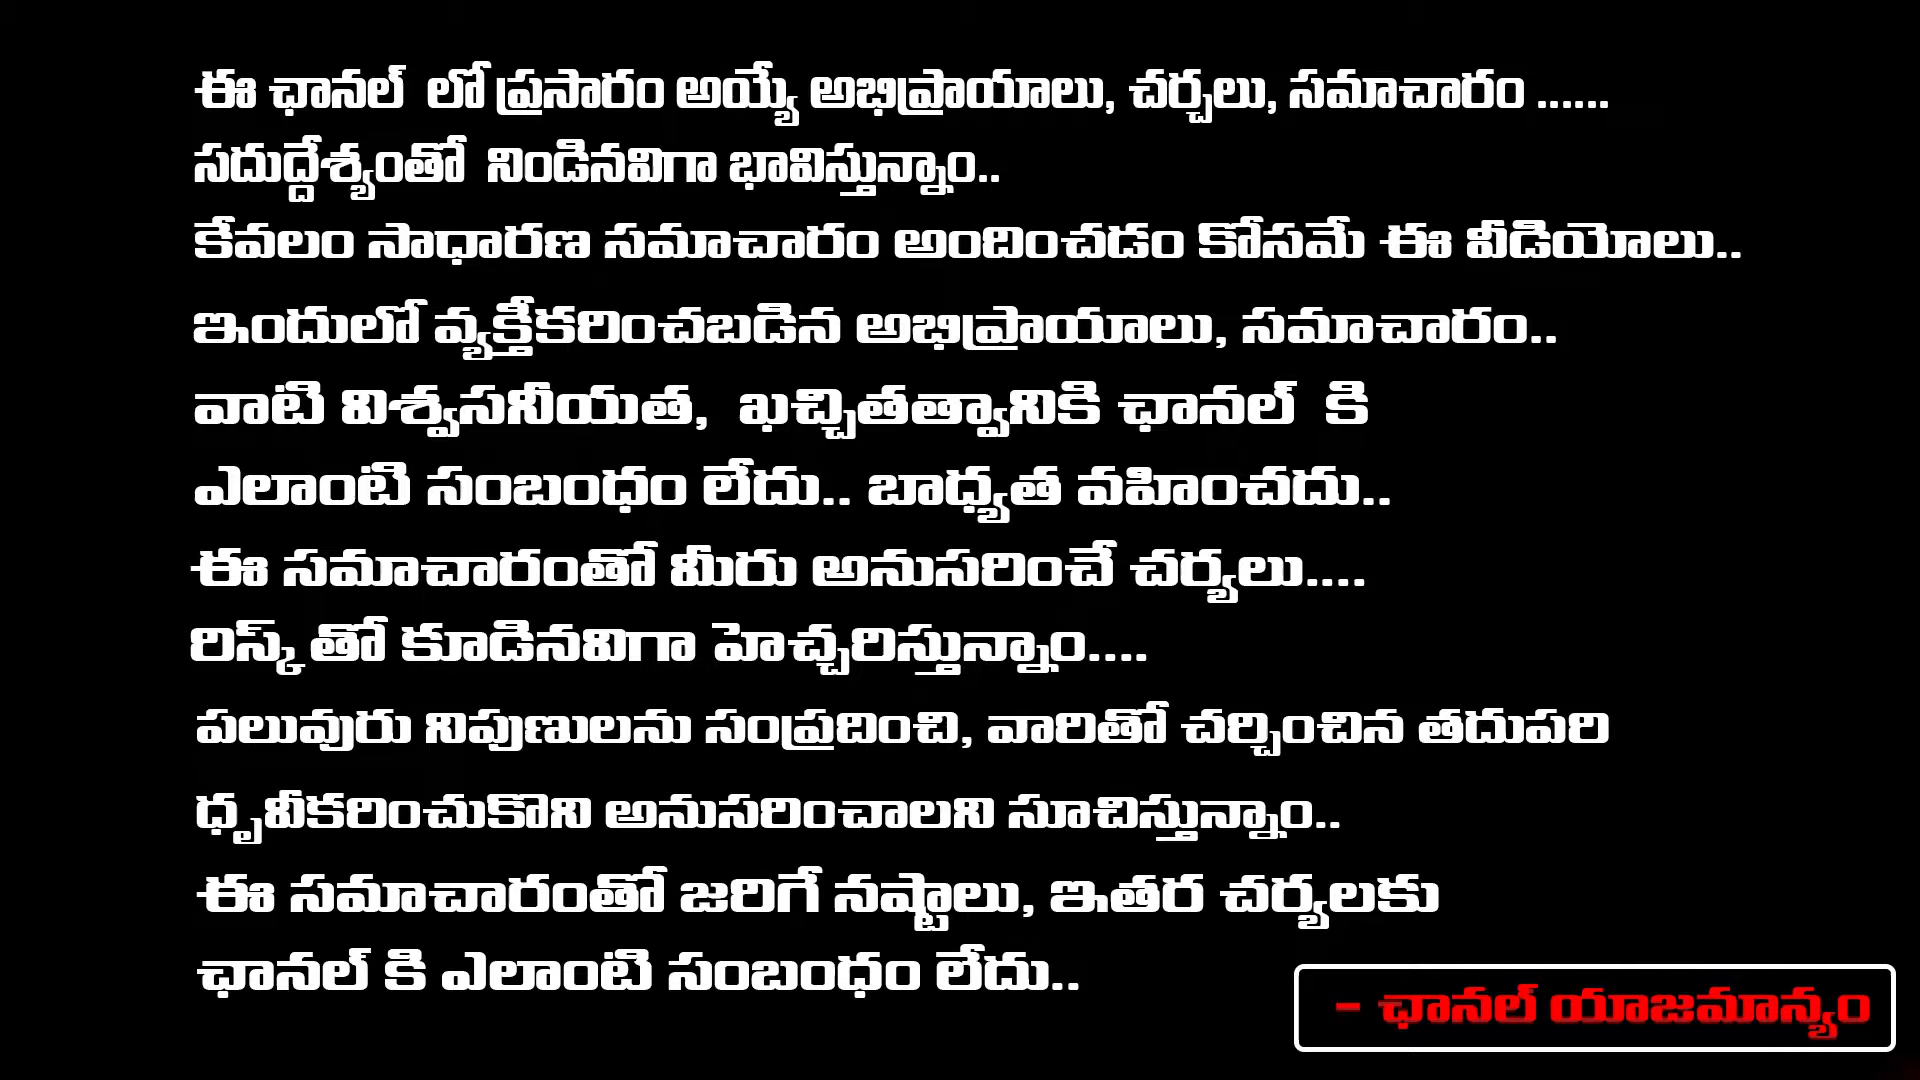 ఈ ఛానల్ లో ప్రసారం అయ్యే అభిప్రాయాలు, చర్చలు, సమాచారం ......
సదుద్దేశ్యంతో నిండినవిగా భావిస్తున్నాం..
కేవలం సాధారణ సమాచారం అందించడం కోసమే ఈ వీడియోలు..
ఇందులో వ్యక్తీకరించబడిన అభిప్రాయాలు, సమాచారం..
వాటి విశ్వసనీయత, ఖచ్చితత్వానికి ఛానల్ కి
ఎలాంటి సంబంధం లేదు.. బాధ్యత వహించదు..
ఈ సమాచారంతో మీరు అనుసరించే చర్యలు....
రిస్క్ తో కూడినవిగా హెచ్చరిస్తున్నాం....
పలువురు నిపుణులను సంప్రదించి, వారితో చర్చించిన తదుపరి
ధృవీకరించుకొని అనుసరించాలని సూచిస్తున్నాం..
ఈ సమాచారంతో జరిగే నష్టాలు, ఇతర చర్యలకు
ఛానల్ కి ఎలాంటి సంబంధం లేదు..
- ఛానల్ యాజమాన్యం